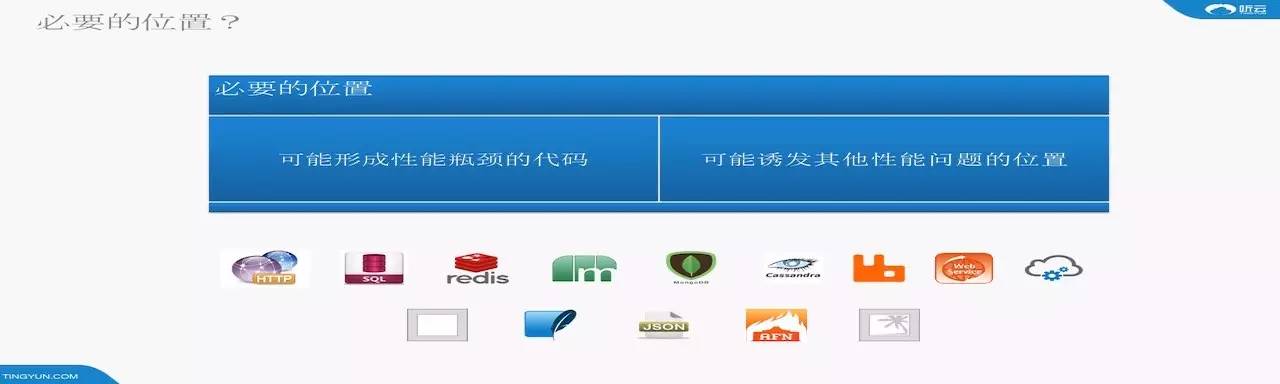 必要的位置？
听云
必要的位置
可能形成性能瓶颈的代码
可能诱发其他性能问题的位置
HTTP
SQL
redis
m
MongoDB
Cassandra
Web
Service
JSON
AFN
TINGYUN.COM